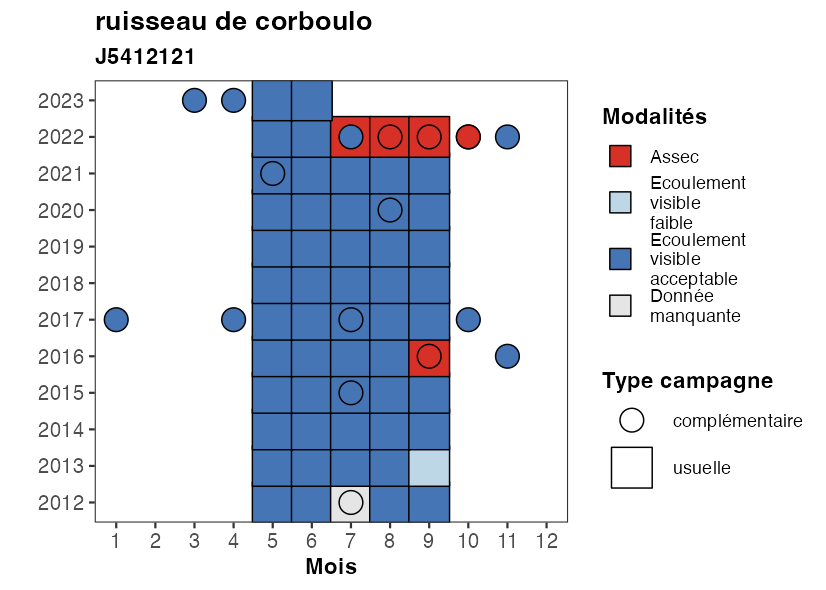 ruisseau de corboulo
J5412121
2023
2022
2021
2020
2019
2018
2017
2016
2015
2014
2013
2012
1 2 3 4 5 6 7 8 9 10 11 12
Mois
Modalités
Assec
Ecoulement
visible
faible
Ecoulement
visible
acceptable
Donnée
manquante
Type campagne
complémentaire
usuelle